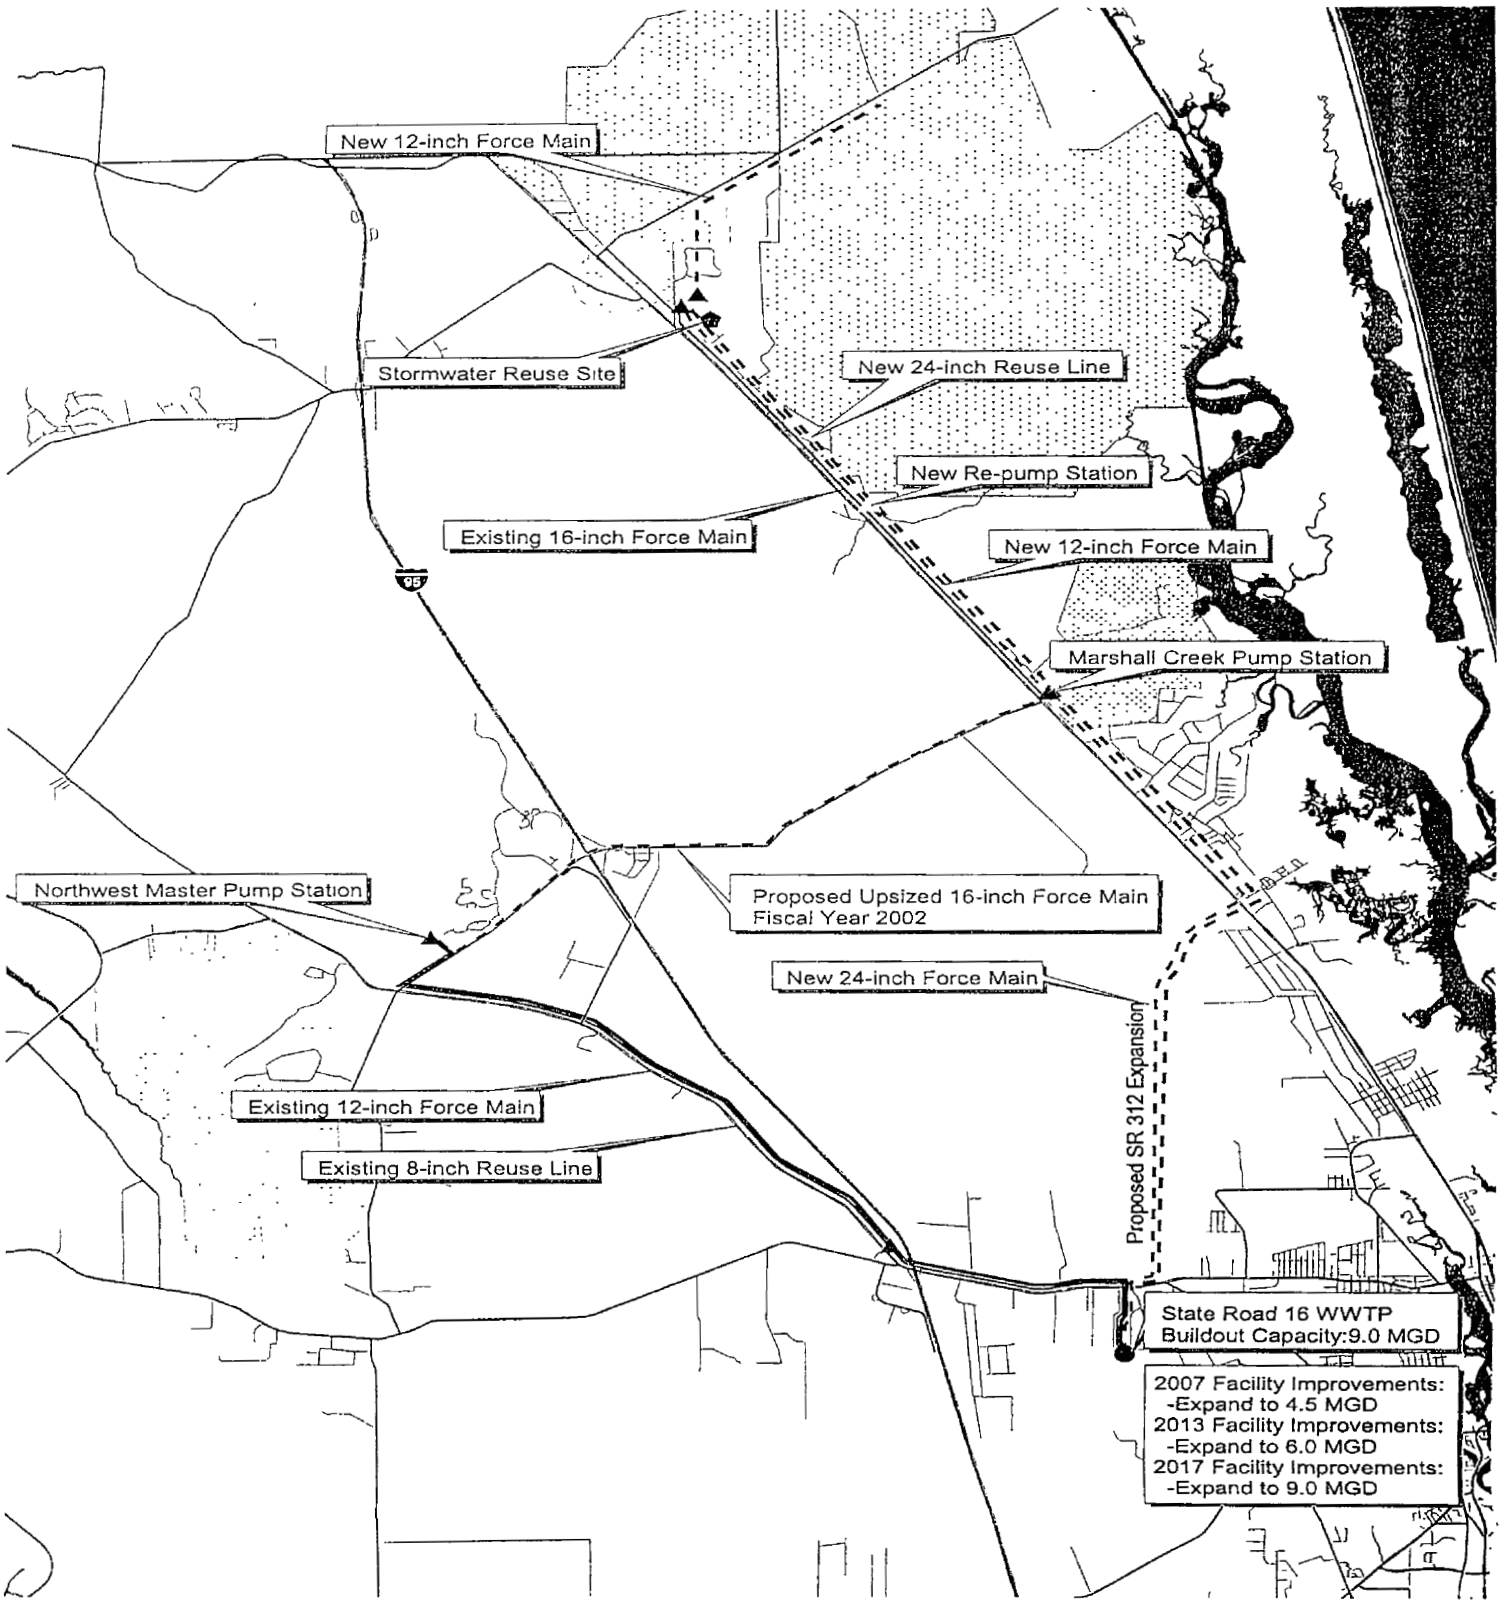 New 12-inch Force Main
Stormwater Reuse Site
New 24-inch Reuse Line
New Re-pump Station
Existing 16-inch Force Main
New 12-inch Force Main
95
Marshall Creek Pump Station
Northwest Master Pump Station
Proposed Upsized 16-inch Force Main
Fiscal Year 2002
New 24-inch Force Main
Proposed SR 312 Expansion
Existing 12-inch Force Main
Existing 8-inch Reuse Line
State Road 16 WWTP
Buildout Capacity:9.0 MGD
2007 Facility Improvements:
-Expand to 4.5 MGD
2013 Facility Improvements:
-Expand to 6.0 MGD
2017 Facility Improvements:
-Expand to 9.0 MGD